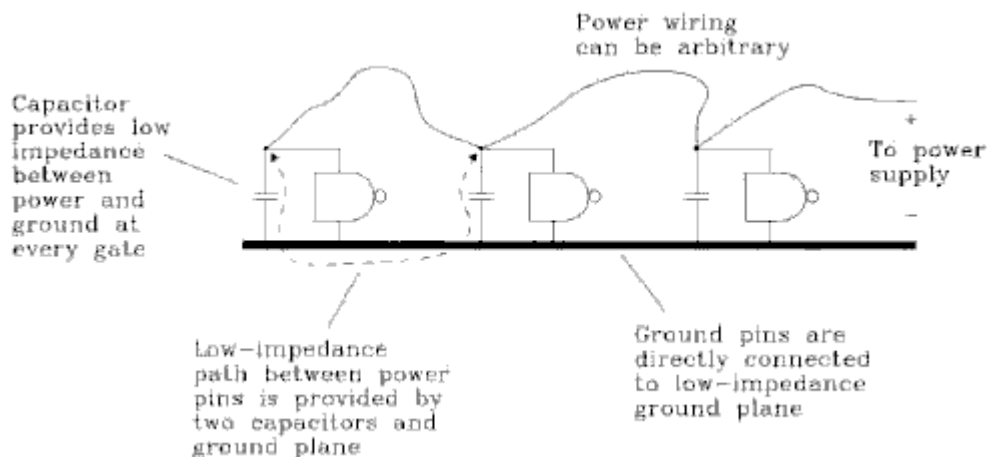 Power wiring
can be arbitrary
Capacitor
provides low
impedance
between
power and
ground at
every gate
+
To power
supply
-
Low-impedance
path between power
pins is provided by
two capacitors and
ground plane
Ground pins are
directly connected
to low-impedance
ground plane